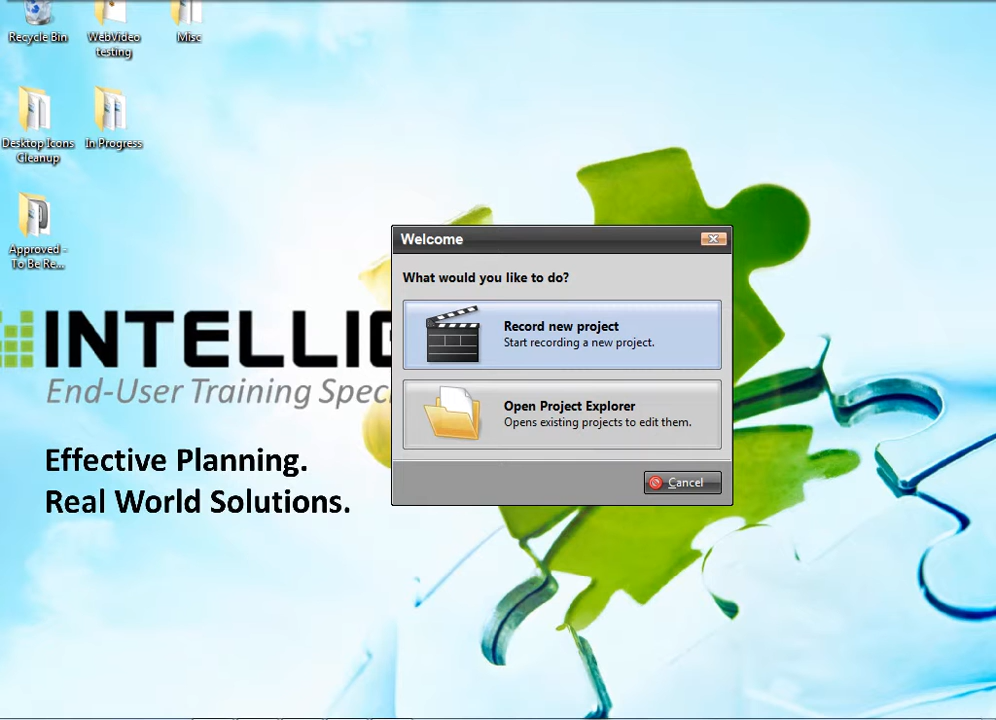 Recycle Bin
WebVideo testing
Misc
Desktop Icons Cleanup
In Progress
Approved - To Be Re...
INTELLIG
End-User Training Spec
Effective Planning.
Real World Solutions.
Welcome
What would you like to do?
Record new project
Start recording a new project.
Open Project Explorer
Opens existing projects to edit them.
Cancel